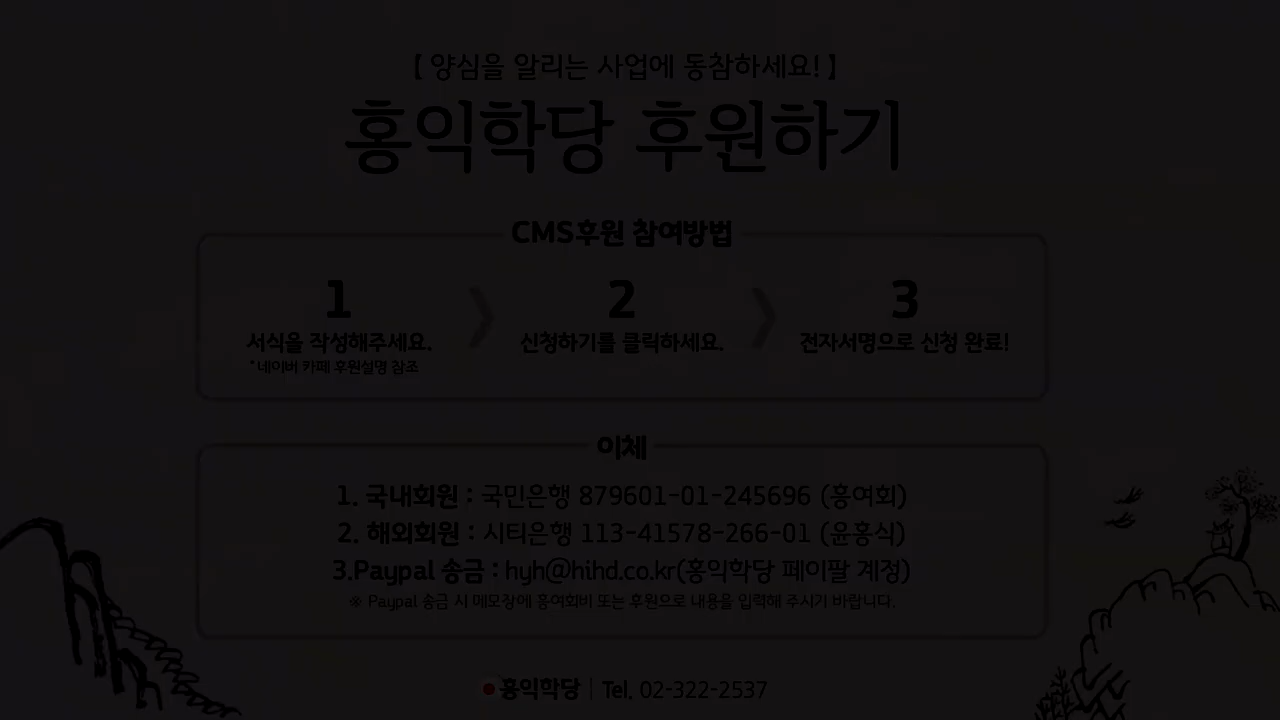 【 양심을 알리는 사업에 동참하세요! 】
홍익학당 후원하기
CMS후원 참여방법
1
서식을 작성해주세요.
*네이버 카페 후원설명 참조
2
신청하기를 클릭하세요.
3
전자서명으로 신청 완료!
이체
1. 국내회원 : 국민은행 879601-01-245696 (흥여회)
2. 해외회원 : 시티은행 113-41578-266-01 (윤홍식)
3.Paypal 송금 : hyh@hihd.co.kr(홍익학당 페이팔 계정)
※ Paypal 송금 시 메모장에 흥여회비 또는 후원으로 내용을 입력해 주시기 바랍니다.
홍익학당 | Tel. 02-322-2537